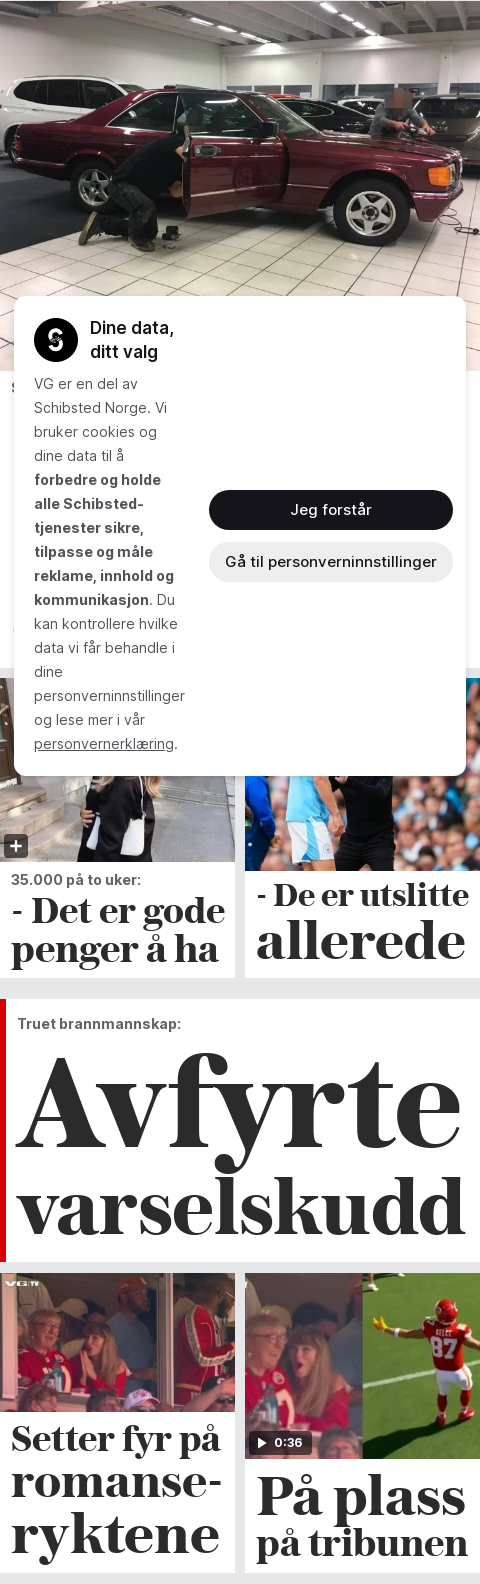 Dine data,
ditt valg
VG er en del av
Schibsted Norge. Vi
bruker cookies og
dine data til å
forbedre og holde
alle Schibsted-
tjenester sikre,
tilpasse og måle
reklame, innhold og
kommunikasjon. Du
kan kontrollere hvilke
data vi får behandle i
dine
personverninnstillinger
og lese mer i vår
personvernerklæring.
Jeg forstår
Gå til personverninnstillinger
35.000 på to uker:
- Det er gode
penger å ha
- De er utslitte
allerede
Truet brannmannskap:
Avfyrte
varselskudd
VGTV
Setter fyr på
romanse-
ryktene
KELCE
87
0:36
På plass
på tribunen